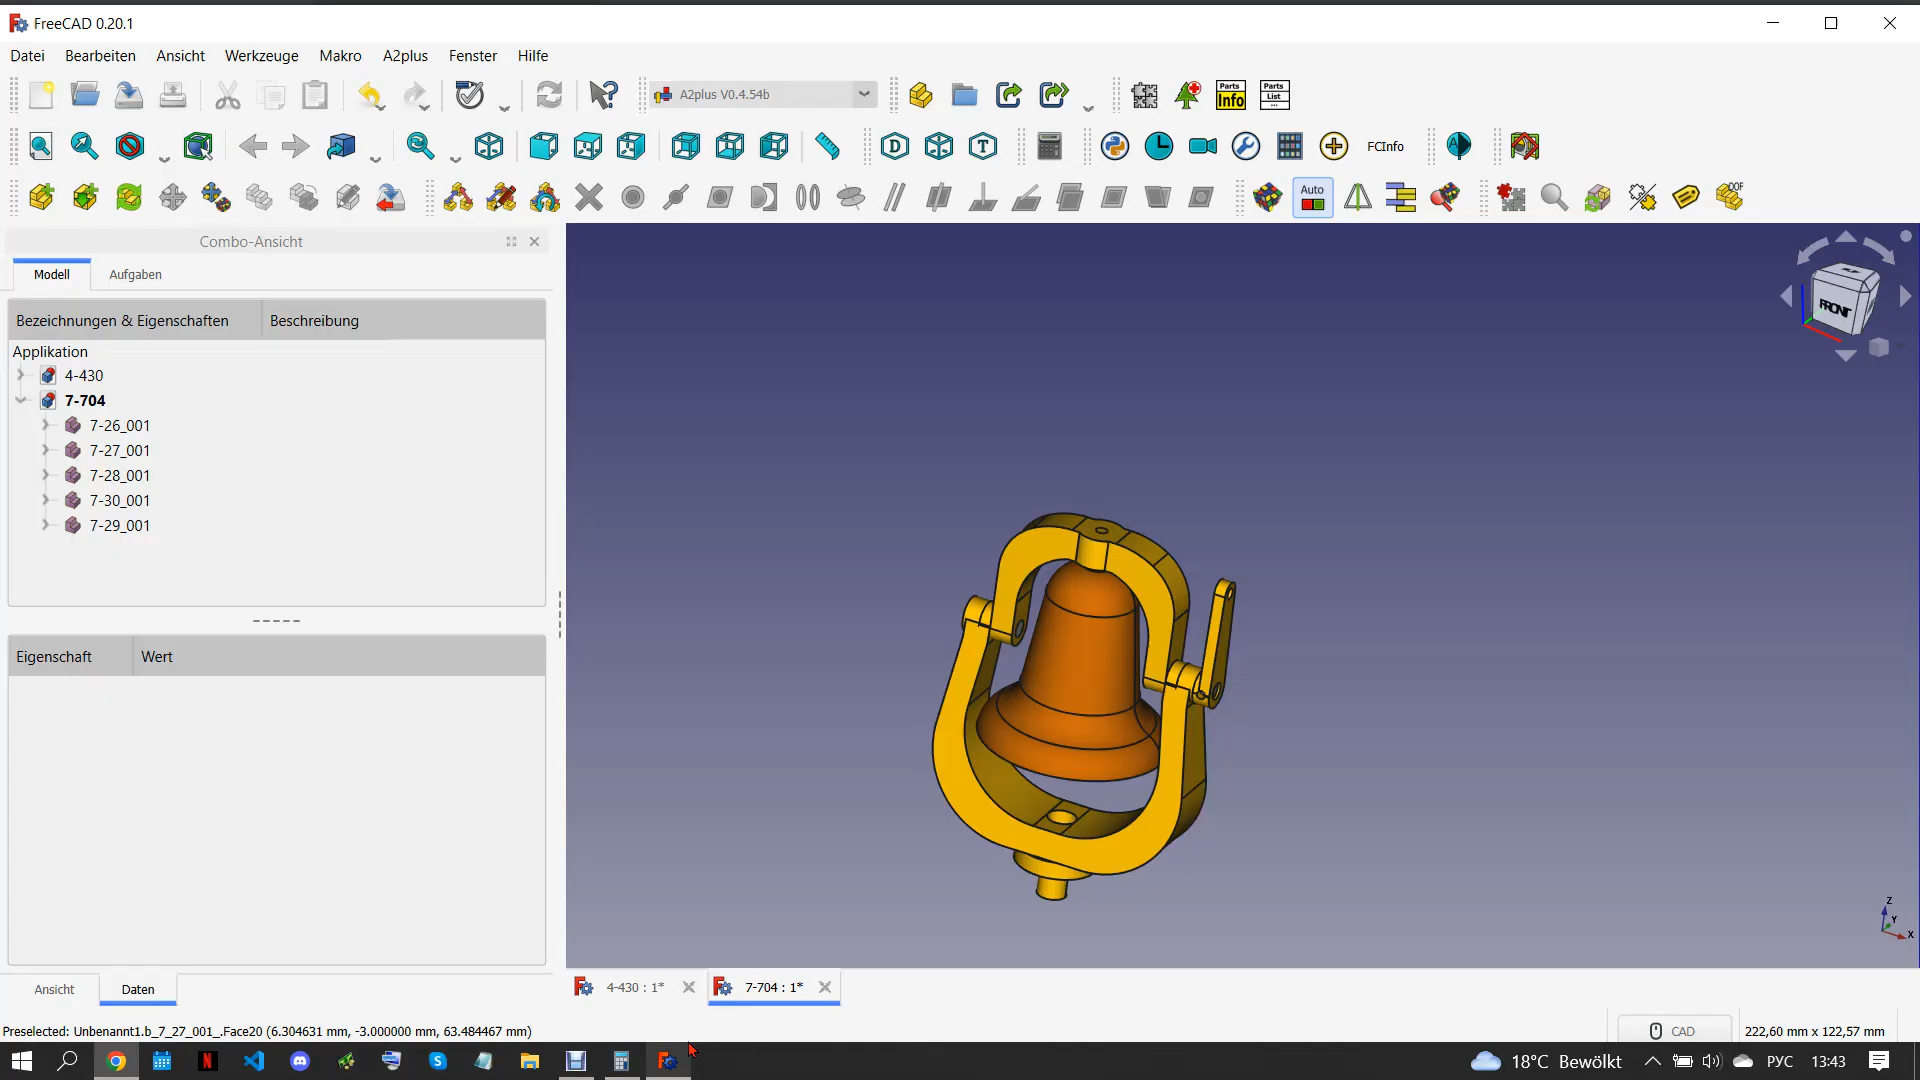 FreeCAD 0.20.1
Datei Bearbeiten Ansicht Werkzeuge Makro A2plus Fenster Hilfe
A2plus V0.4.54b
Parts Info
Parts List ...
D T FCInfo
Auto
DOF
Combo-Ansicht
Modell Aufgaben
Bezeichnungen & Eigenschaften Beschreibung
Applikation
4-430
7-704
7-26_001
7-27_001
7-28_001
7-30_001
7-29_001
Eigenschaft Wert
FRONT
Z
Y
X
Ansicht Daten
4-430 : 1* 7-704 : 1*
Preselected: Unbenannt1.b_7_27_001_.Face20 (6.304631 mm, -3.000000 mm, 63.484467 mm)
CAD 222,60 mm x 122,57 mm
18°C Bewölkt РУС 13:43